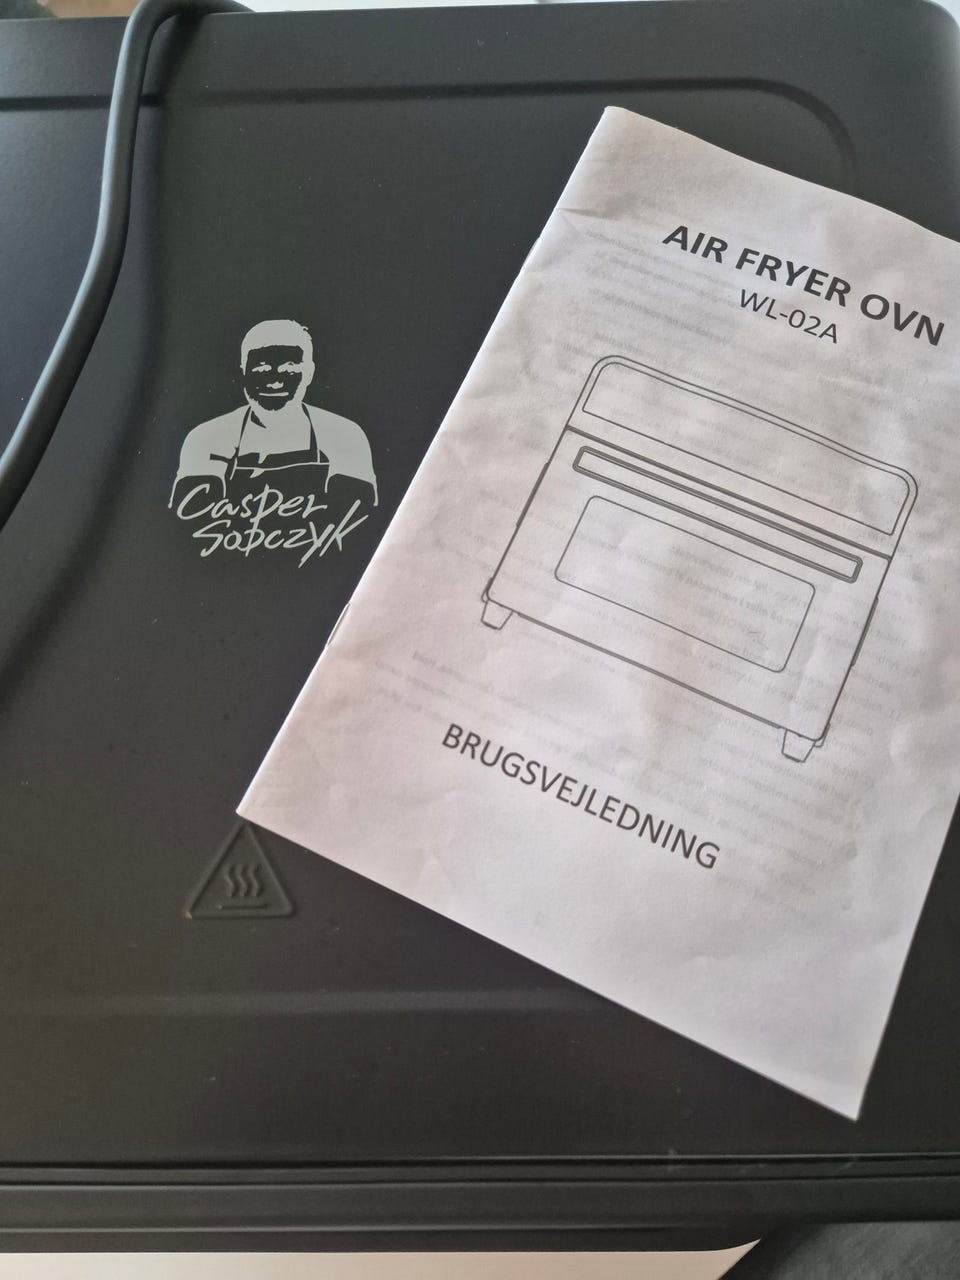 Casper
Sobczyk
AIR FRYER OVN
WL-02A
BRUGSVEJLEDNING